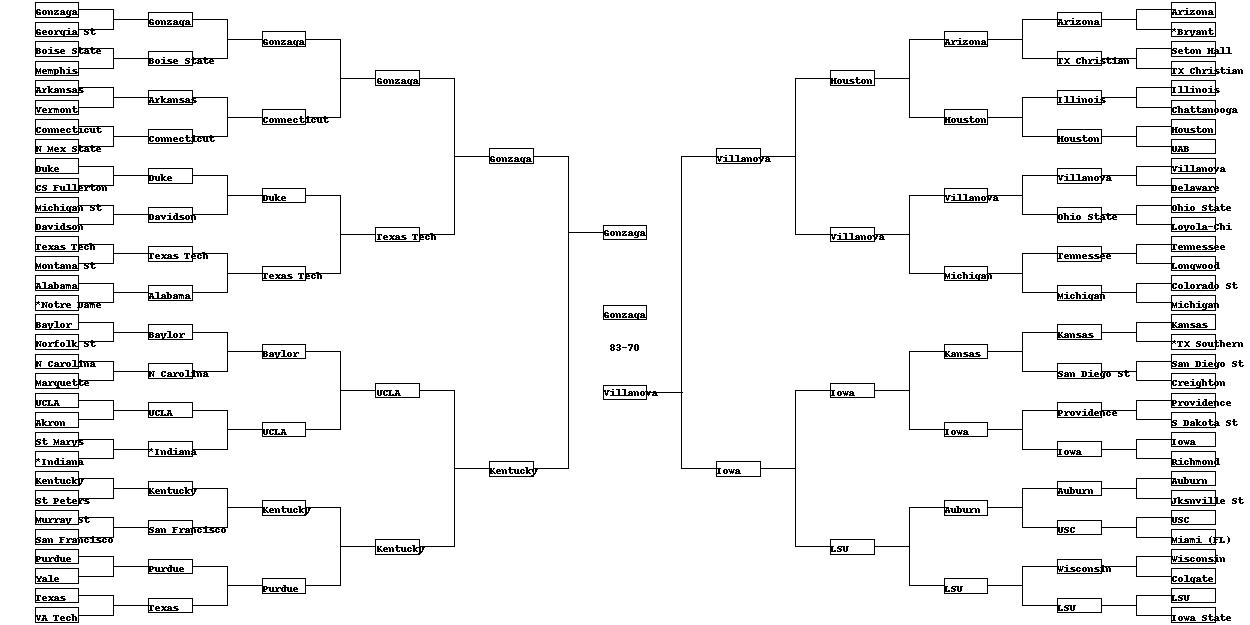 Gonzaga
Georgia St
Boise State
Memphis
Arkansas
Vermont
Connecticut
N Mex State
Duke
CS Fullerton
Michigan St
Davidson
Texas Tech
Montana St
Alabama
*Notre Dame
Baylor
Norfolk St
N Carolina
Marquette
UCLA
Akron
St Marys
*Indiana
Kentucky
St Peters
Murray St
San Francisco
Purdue
Yale
Texas
VA Tech
Gonzaga
Boise State
Arkansas
Connecticut
Duke
Davidson
Texas Tech
Alabama
Baylor
N Carolina
UCLA
*Indiana
Kentucky
San Francisco
Purdue
Texas
Gonzaga
Connecticut
Duke
Texas Tech
Baylor
UCLA
Kentucky
Purdue
Gonzaga
Texas Tech
UCLA
Kentucky
Gonzaga
Kentucky
Gonzaga
Gonzaga
83-70
Villanova
Villanova
Iowa
Houston
Villanova
Iowa
LSU
Arizona
Houston
Villanova
Michigan
Kansas
Iowa
Auburn
LSU
Arizona
TX Christian
Illinois
Houston
Villanova
Ohio State
Tennessee
Michigan
Kansas
San Diego St
Providence
Iowa
Auburn
USC
Wisconsin
LSU
Arizona
*Bryant
Seton Hall
TX Christian
Illinois
Chattanooga
Houston
UAB
Villanova
Delaware
Ohio State
Loyola-Chi
Tennessee
Longwood
Colorado St
Michigan
Kansas
*TX Southern
San Diego St
Creighton
Providence
S Dakota St
Iowa
Richmond
Auburn
Jksnville St
USC
Miami (FL)
Wisconsin
Colgate
LSU
Iowa State